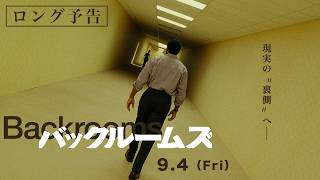 ロング予告
現実の"裏側"へ──
Backrooms
バックルームズ
9.4 (Fri)